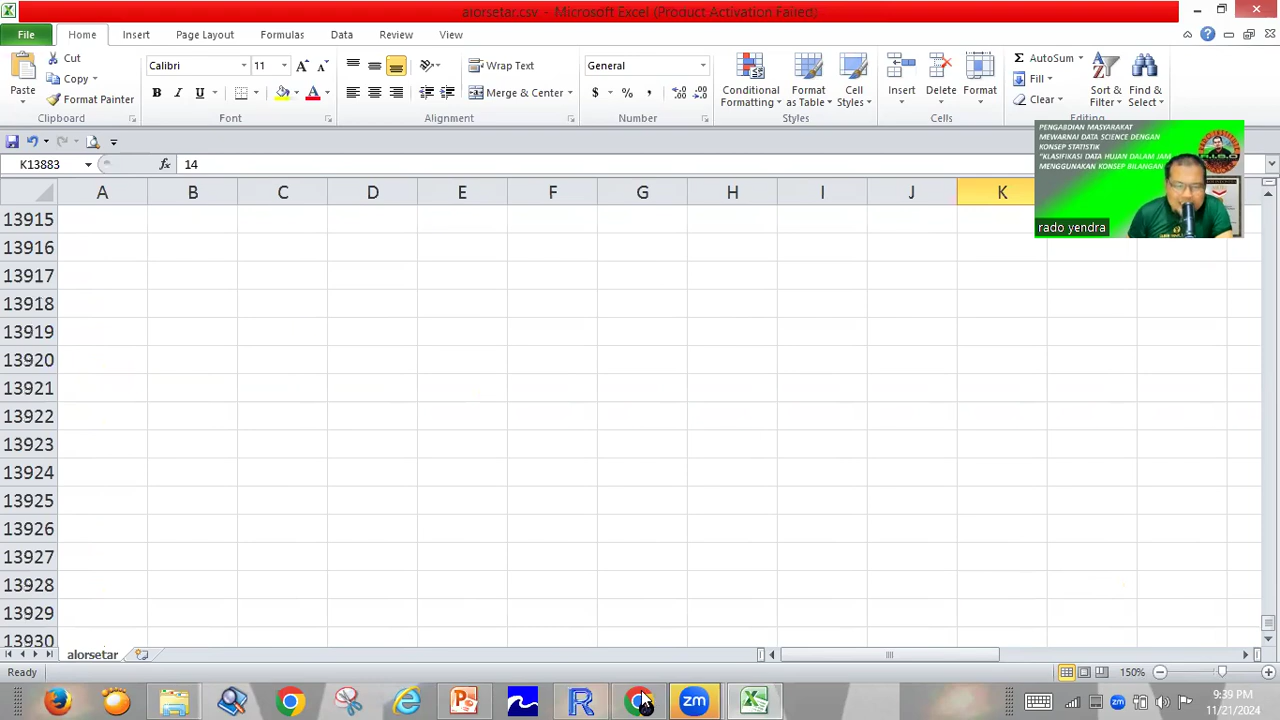 alorsetar.csv - Microsoft Excel (Product Activation Failed)
File Home Insert Page Layout Formulas Data Review View
Paste Cut Copy Format Painter Clipboard
Calibri 11 B I U Font
Wrap Text Merge & Center Alignment
General $ % , Number
Conditional Formatting Format as Table Cell Styles Styles
Insert Delete Format Cells
AutoSum Fill Clear Sort & Filter Find & Select Editing
K13883 fx 14
A B C D E F G H I J K
PENGABDIAN MASYARAKAT
MEWARNAI DATA SCIENCE DENGAN
KONSEP STATISTIK
"KLASIFIKASI DATA HUJAN DALAM JAM
MENGGUNAKAN KONSEP BILANGAN
rado yendra
13915
13916
13917
13918
13919
13920
13921
13922
13923
13924
13925
13926
13927
13928
13929
13930
alorsetar
Ready 150%
zm
9:39 PM
11/21/2024